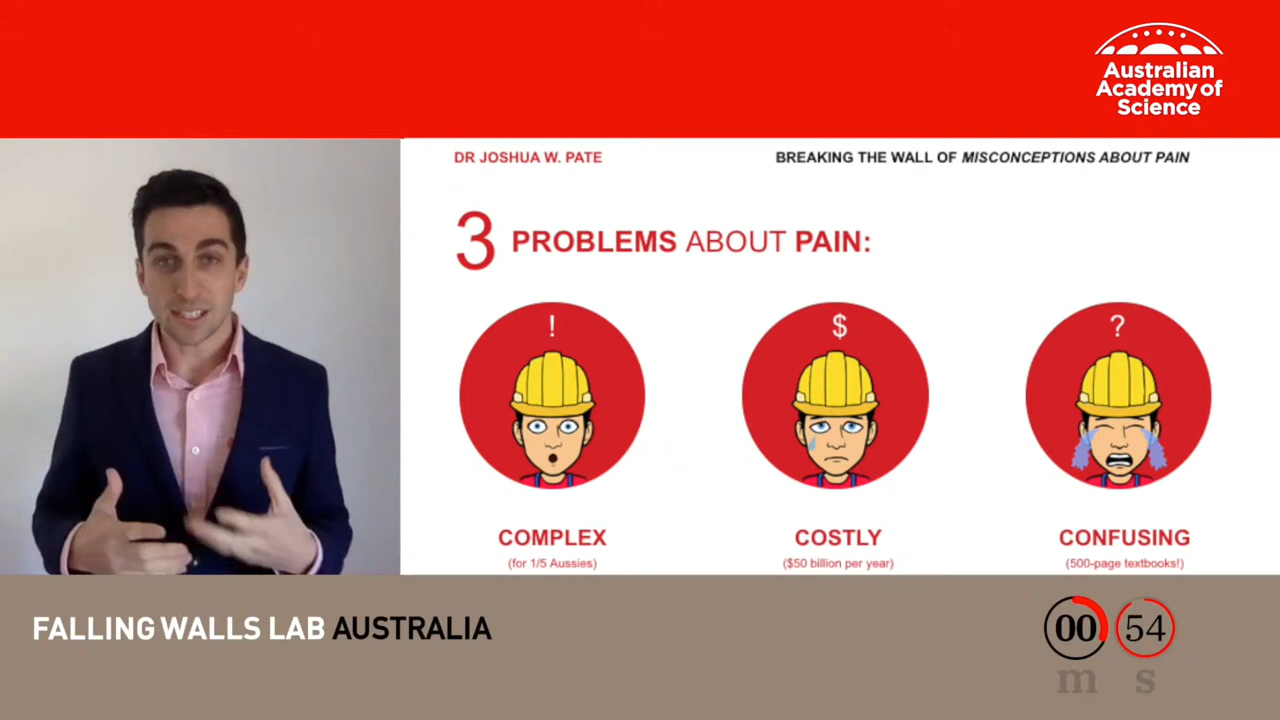 Australian
Academy of
Science
DR JOSHUA W. PATE
BREAKING THE WALL OF MISCONCEPTIONS ABOUT PAIN
3 PROBLEMS ABOUT PAIN:
!
$
?
COMPLEX
(for 1/5 Aussies)
COSTLY
($50 billion per year)
CONFUSING
(500-page textbooks!)
FALLING WALLS LAB AUSTRALIA
00 54
m s